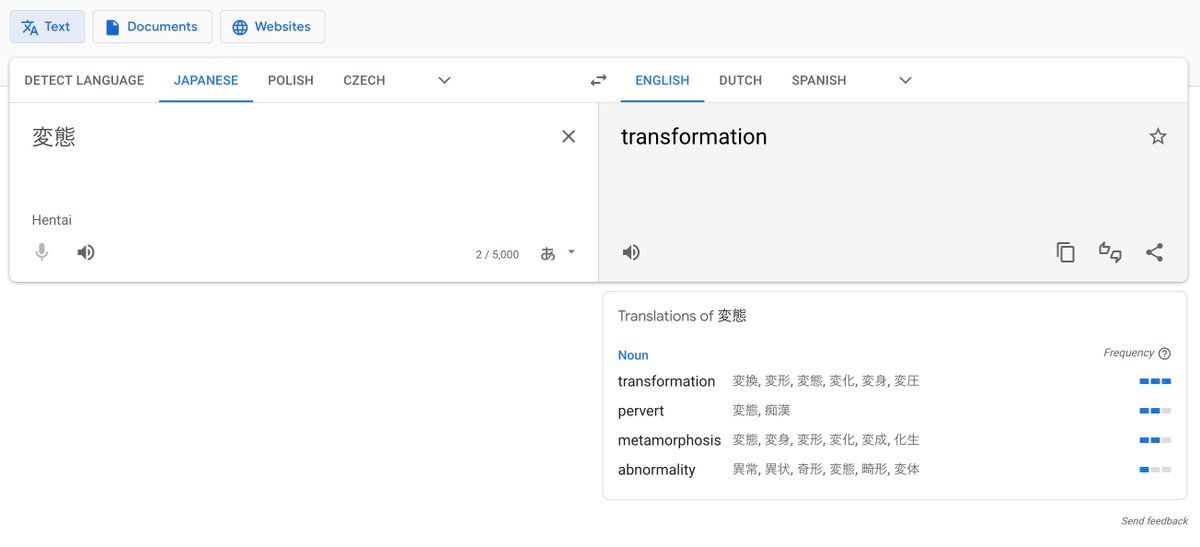 Text Documents Websites
DETECT LANGUAGE JAPANESE POLISH CZECH ENGLISH DUTCH SPANISH
変態 transformation
Hentai
2 / 5,000 あ
Translations of 変態
Noun Frequency
transformation 変換, 変形, 変態, 変化, 変身, 変圧
pervert 変態, 痴漢
metamorphosis 変態, 変身, 変形, 変化, 変成, 化生
abnormality 異常, 異状, 奇形, 変態, 畸形, 変体
Send feedback